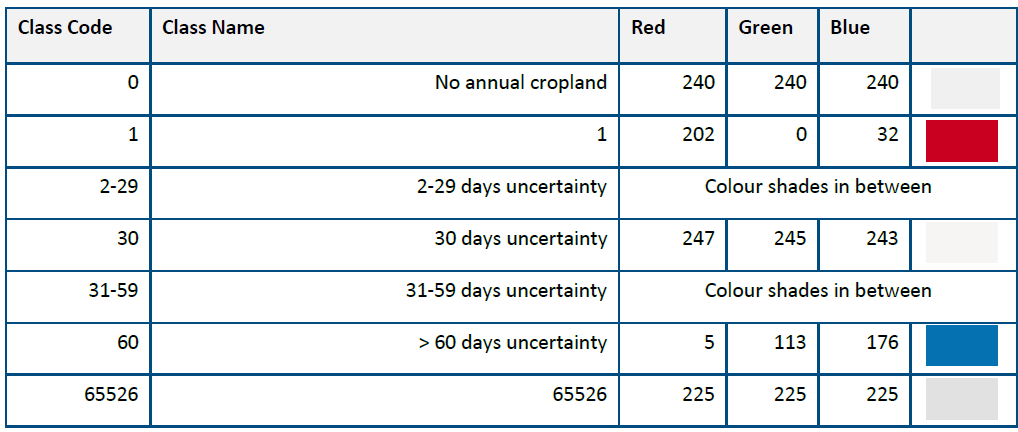 Class Code Class Name Red Green Blue
0 No annual cropland 240 240 240
1 1 202 0 32
2-29 2-29 days uncertainty Colour shades in between
30 30 days uncertainty 247 245 243
31-59 31-59 days uncertainty Colour shades in between
60 > 60 days uncertainty 5 113 176
65526 65526 225 225 225